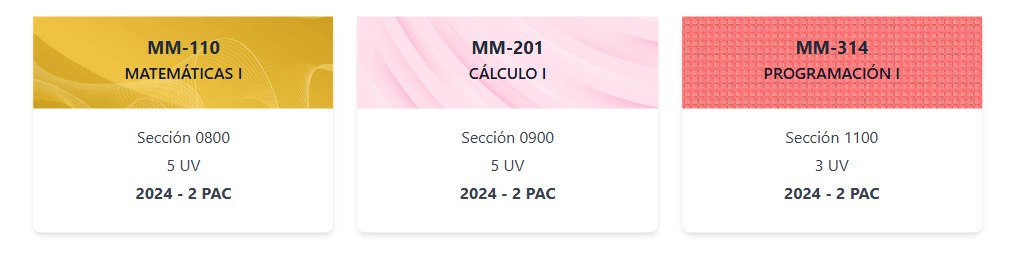 MM-110
MATEMÁTICAS I
Sección 0800
5 UV
2024 - 2 PAC
MM-201
CÁLCULO I
Sección 0900
5 UV
2024 - 2 PAC
MM-314
PROGRAMACIÓN I
Sección 1100
3 UV
2024 - 2 PAC